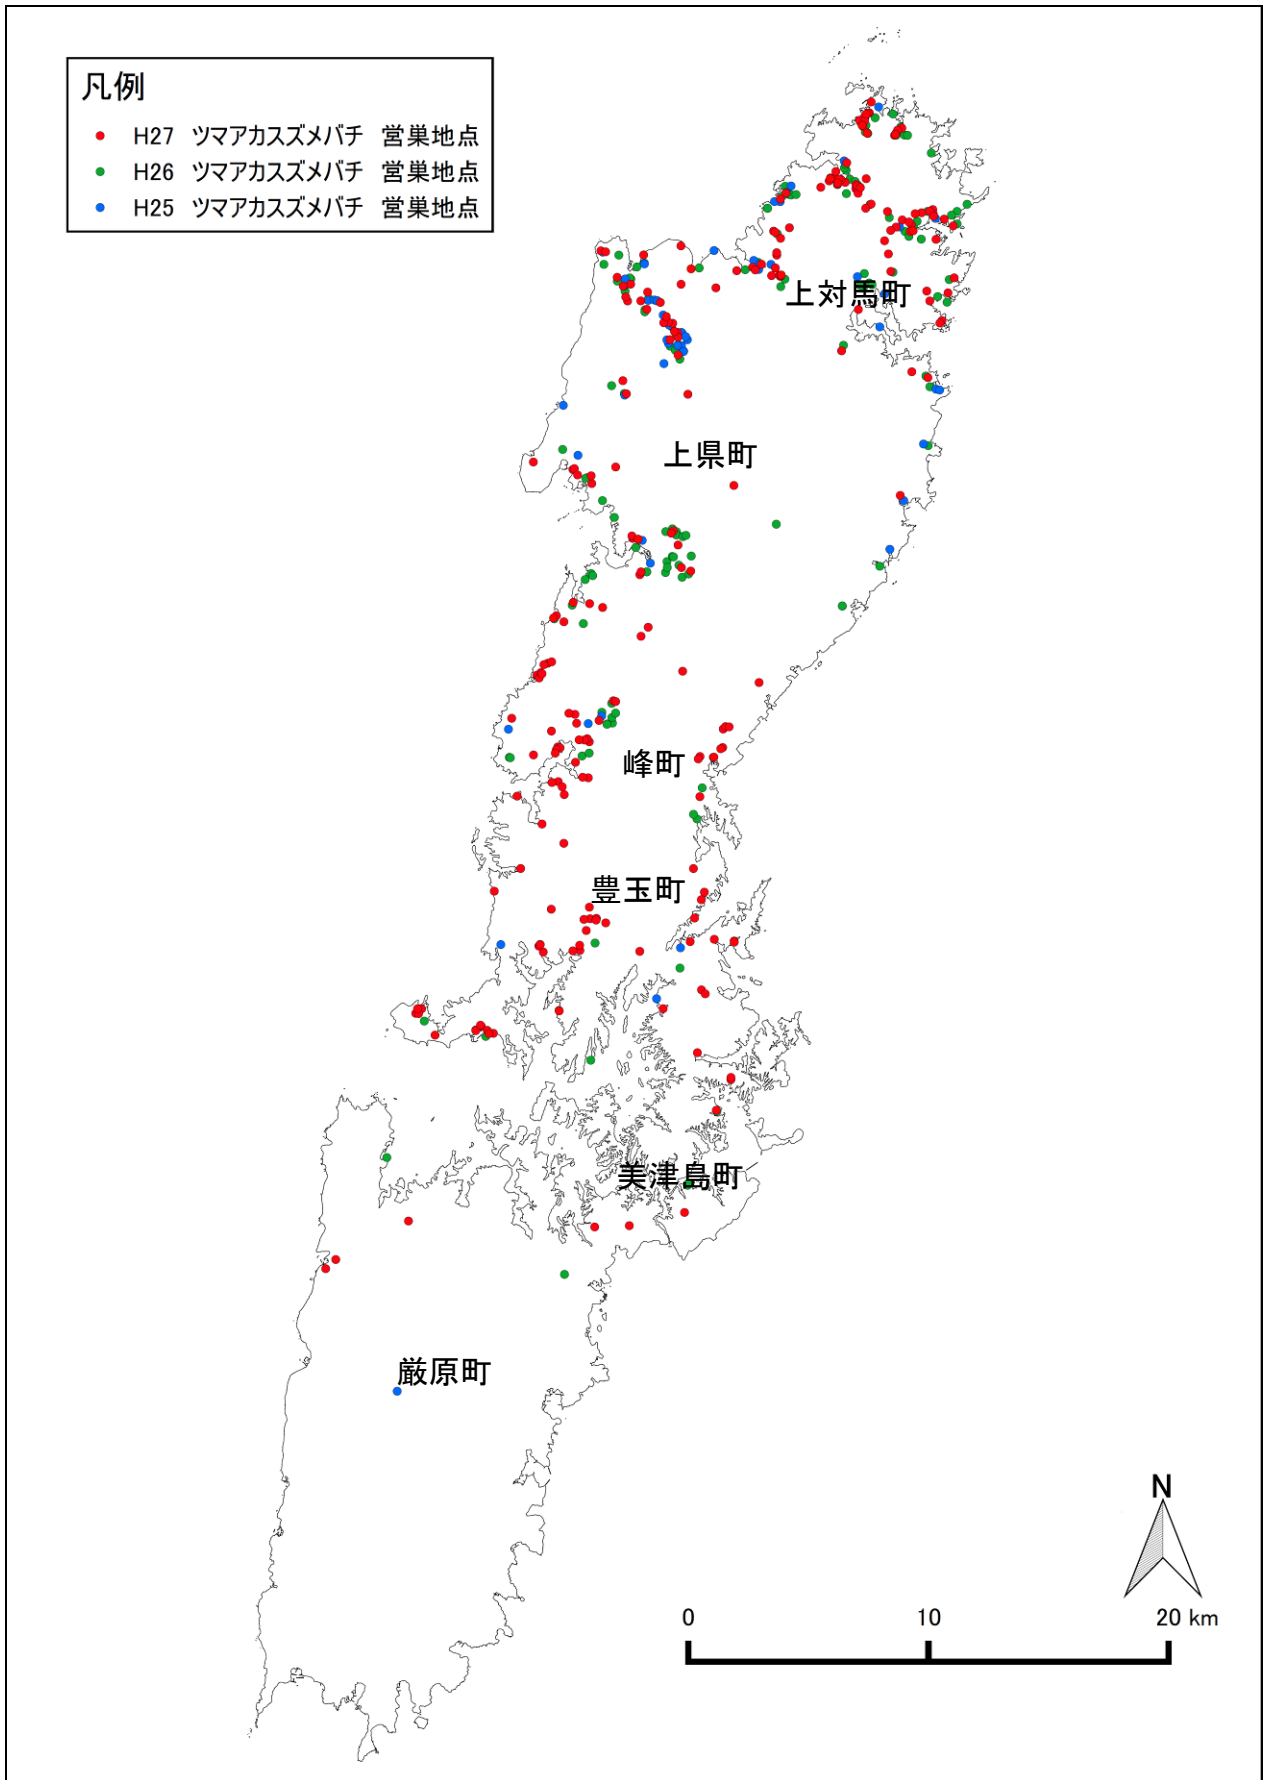 凡例
H27 ツマアカスズメバチ 営巣地点
H26 ツマアカスズメバチ 営巣地点
H25 ツマアカスズメバチ 営巣地点
上対馬町
上県町
峰町
豊玉町
美津島町
厳原町
N
0 10 20 km